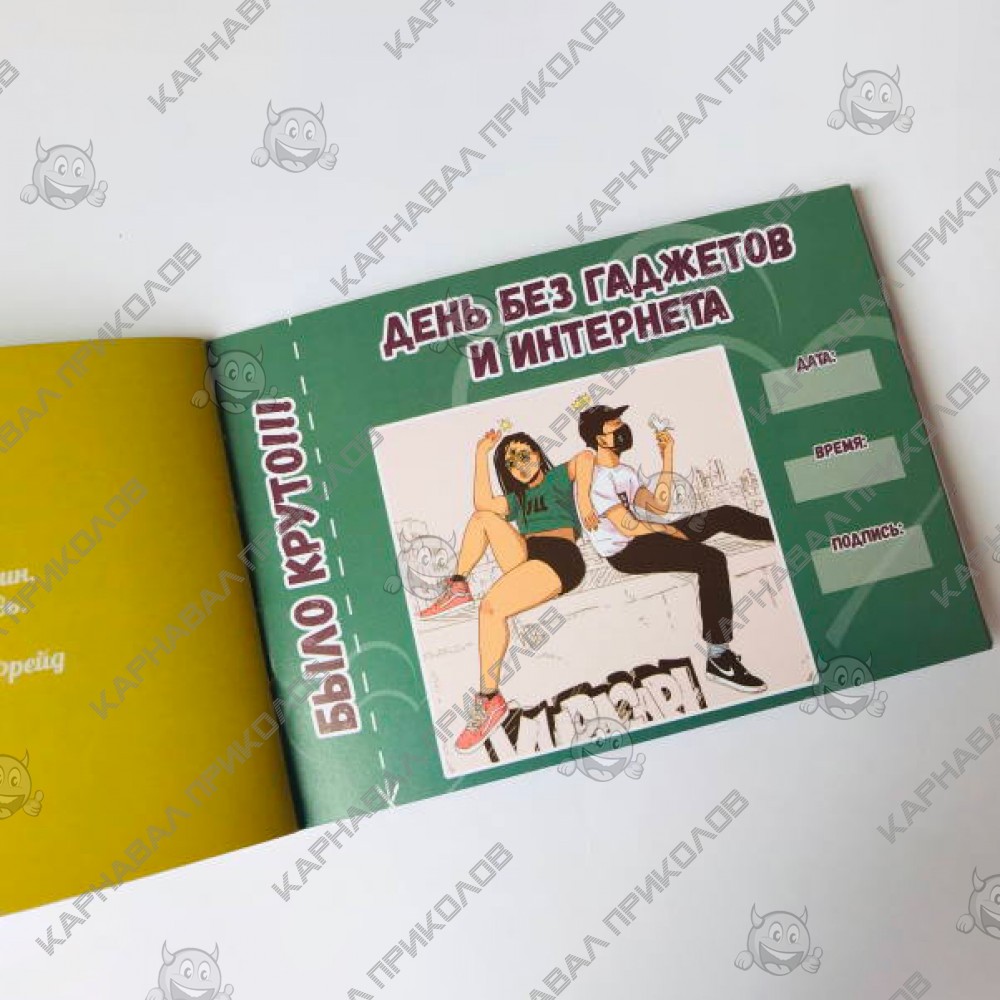 ДЕНЬ БЕЗ ГАДЖЕТОВ
И ИНТЕРНЕТА
БЫЛО КРУТО!!!
ДАТА:
ВРЕМЯ:
ПОДПИСЬ:
КАРНАВАЛ ПРИКОЛОВ